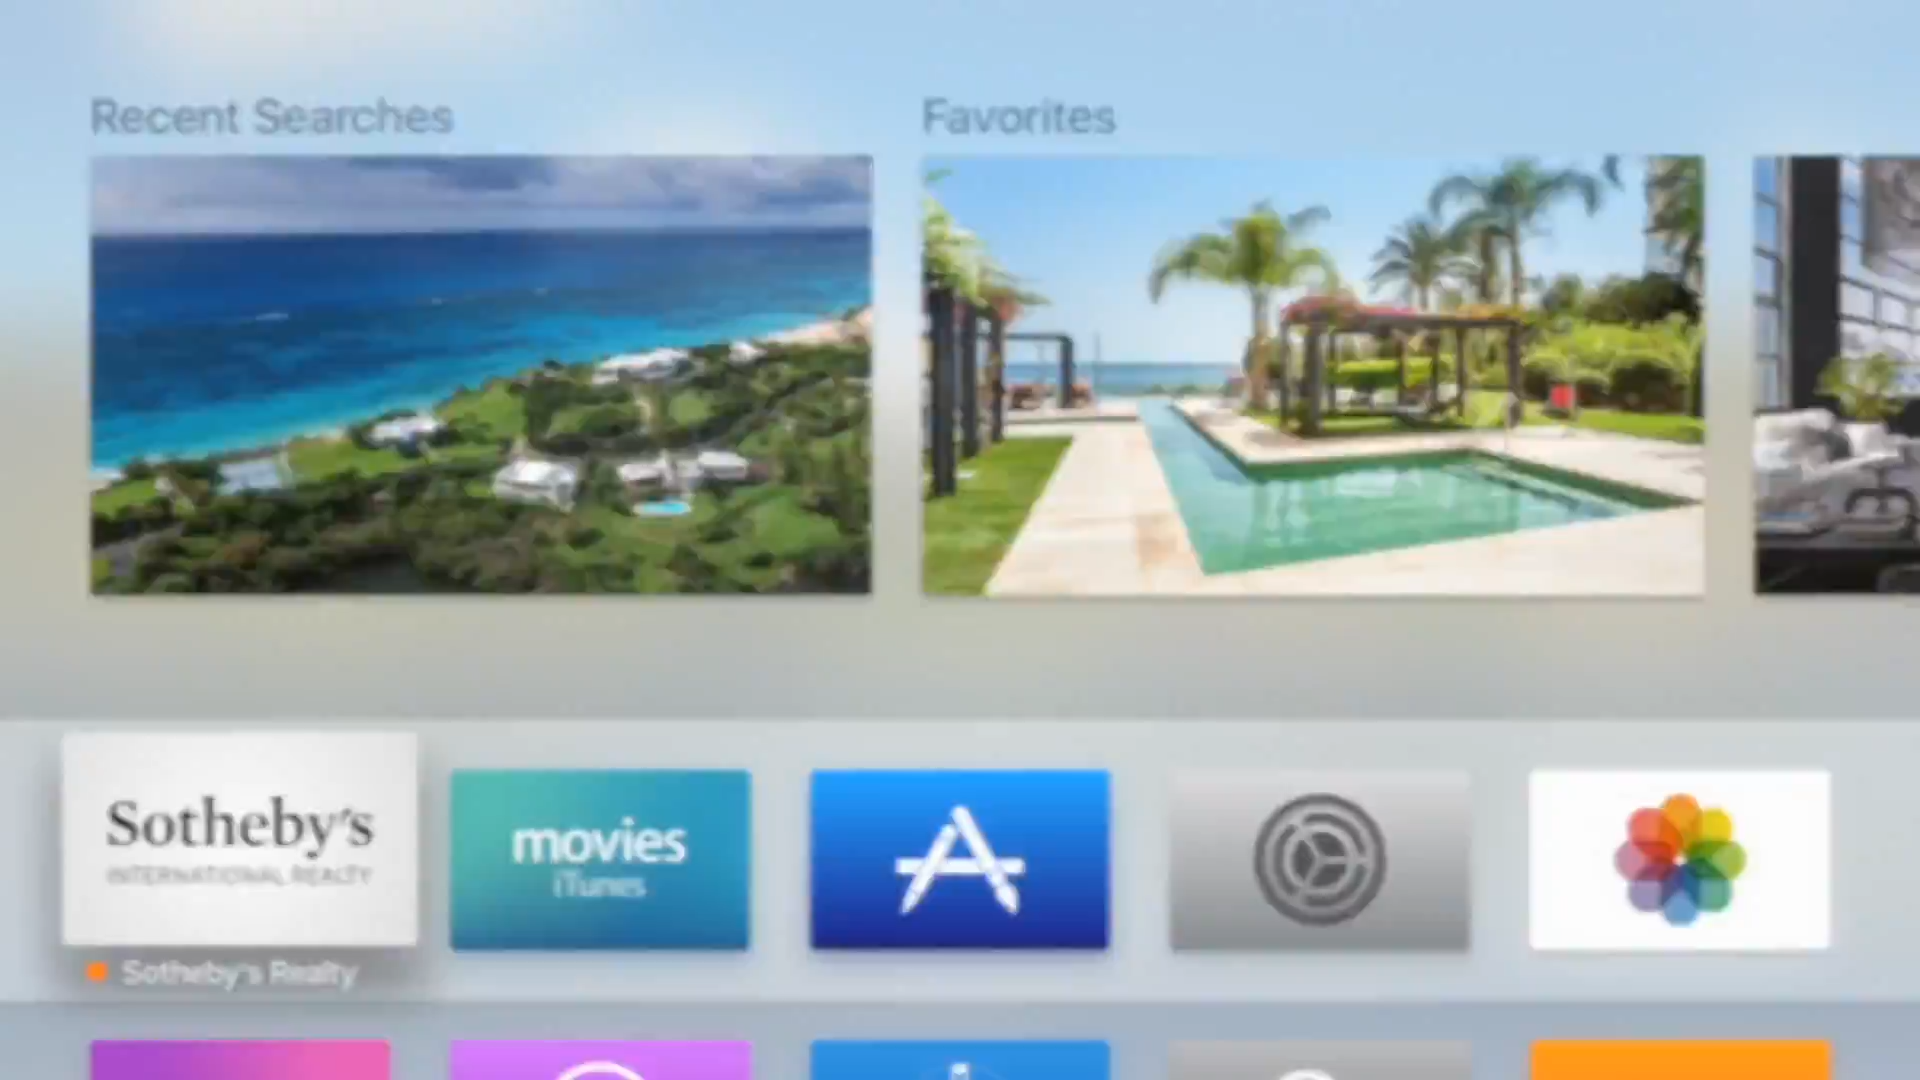 Recent Searches
Favorites
Sotheby's
INTERNATIONAL REALTY
movies
iTunes
Sotheby's Realty